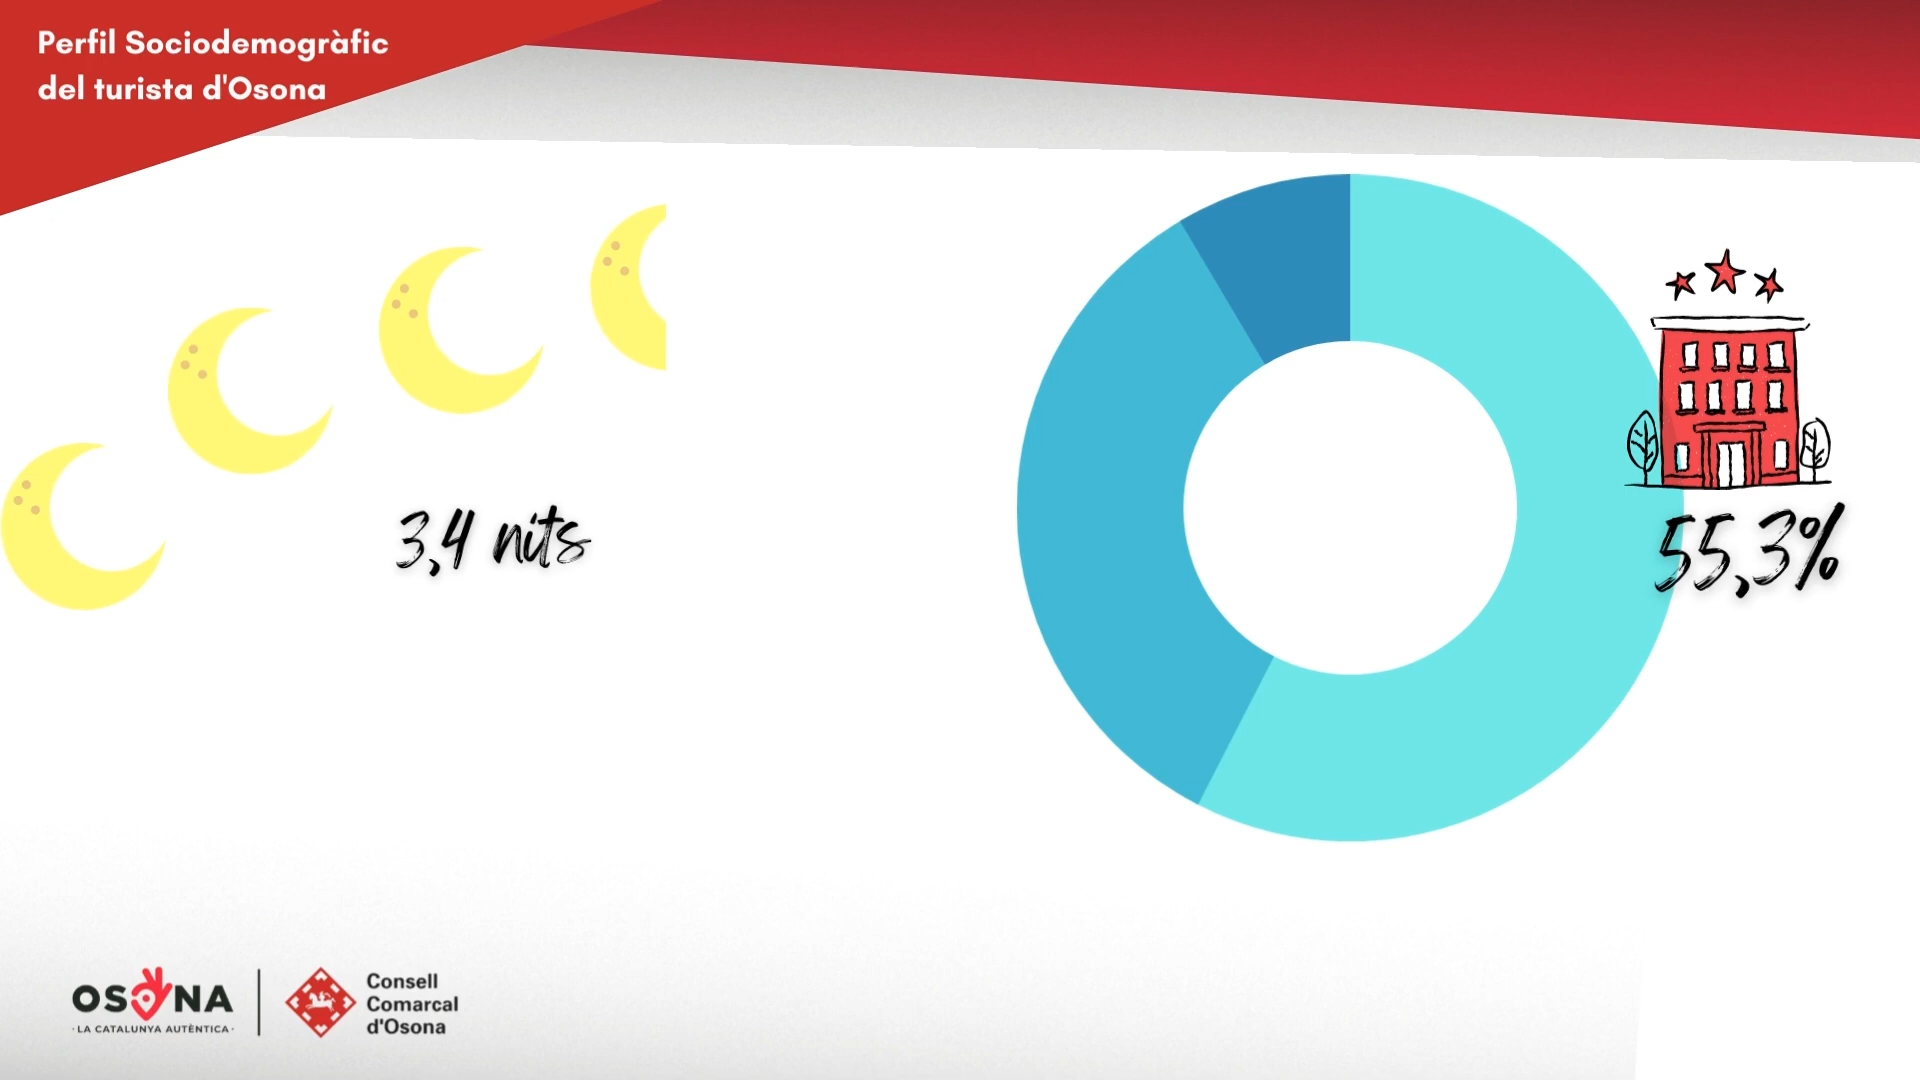 Perfil Sociodemogràfic
del turista d'Osona
3,4 nits
55,3%
OSONA
·LA CATALUNYA AUTÈNTICA·
Consell
Comarcal
d'Osona